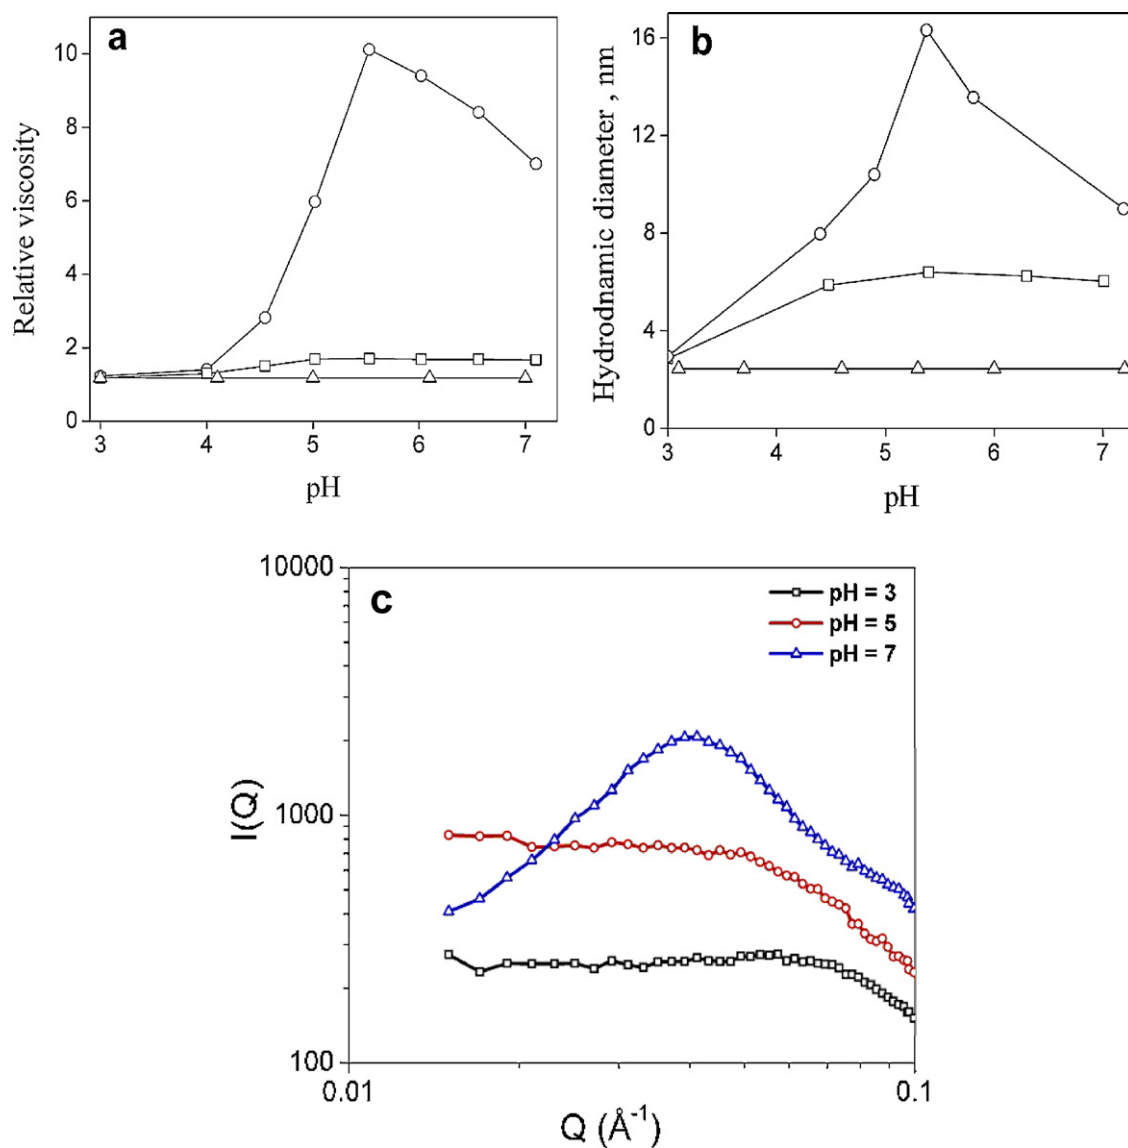 a
Relative viscosity
10
8
6
4
2
0
3 4 5 6 7
pH
b
Hydrodnamic diameter , nm
16
12
8
4
0
3 4 5 6 7
pH
c
I(Q)
10000
1000
100
pH = 3
pH = 5
pH = 7
0.01 0.1
Q (Å⁻¹)